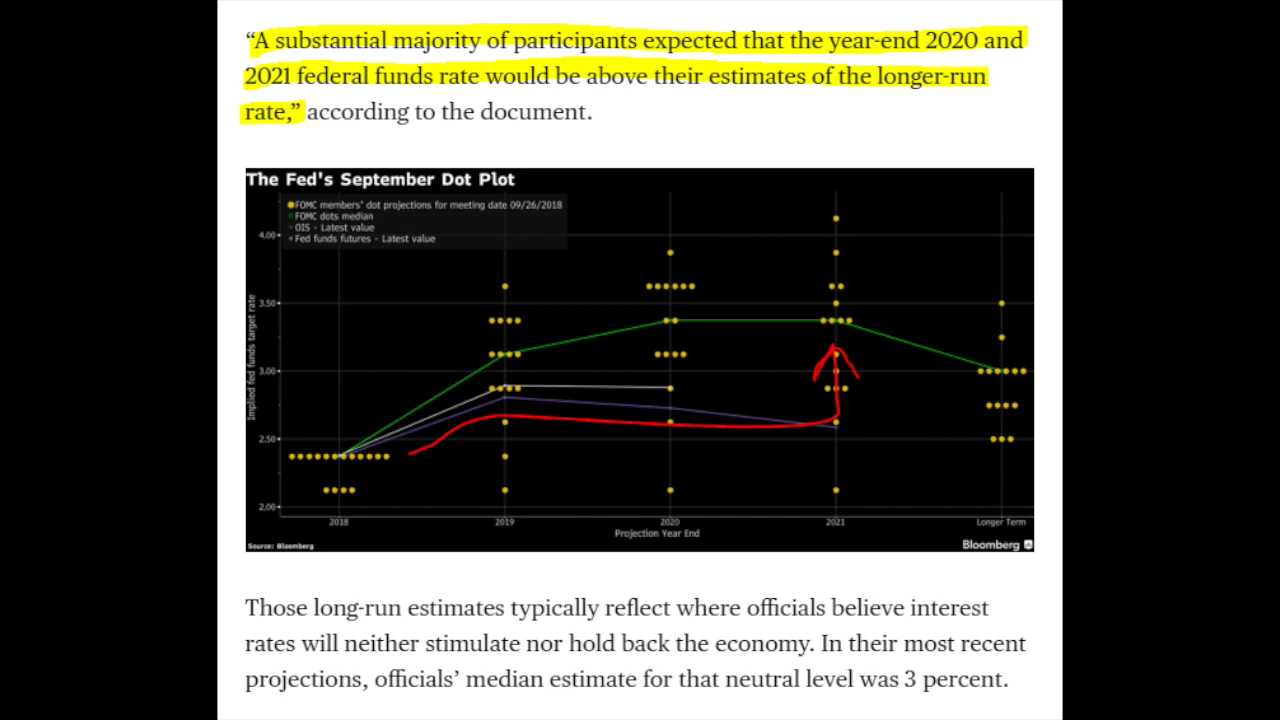 “A substantial majority of participants expected that the year-end 2020 and
2021 federal funds rate would be above their estimates of the longer-run
rate,” according to the document.
The Fed's September Dot Plot
FOMC members' dot projections for meeting date 09/26/2018
FOMC dots median
OIS - Latest value
Fed funds futures - Latest value
Implied fed funds target rate
4.00
3.50
3.00
2.50
2.00
2018 2019 2020 2021 Longer Term
Projection Year End
Source: Bloomberg
Bloomberg
Those long-run estimates typically reflect where officials believe interest
rates will neither stimulate nor hold back the economy. In their most recent
projections, officials’ median estimate for that neutral level was 3 percent.